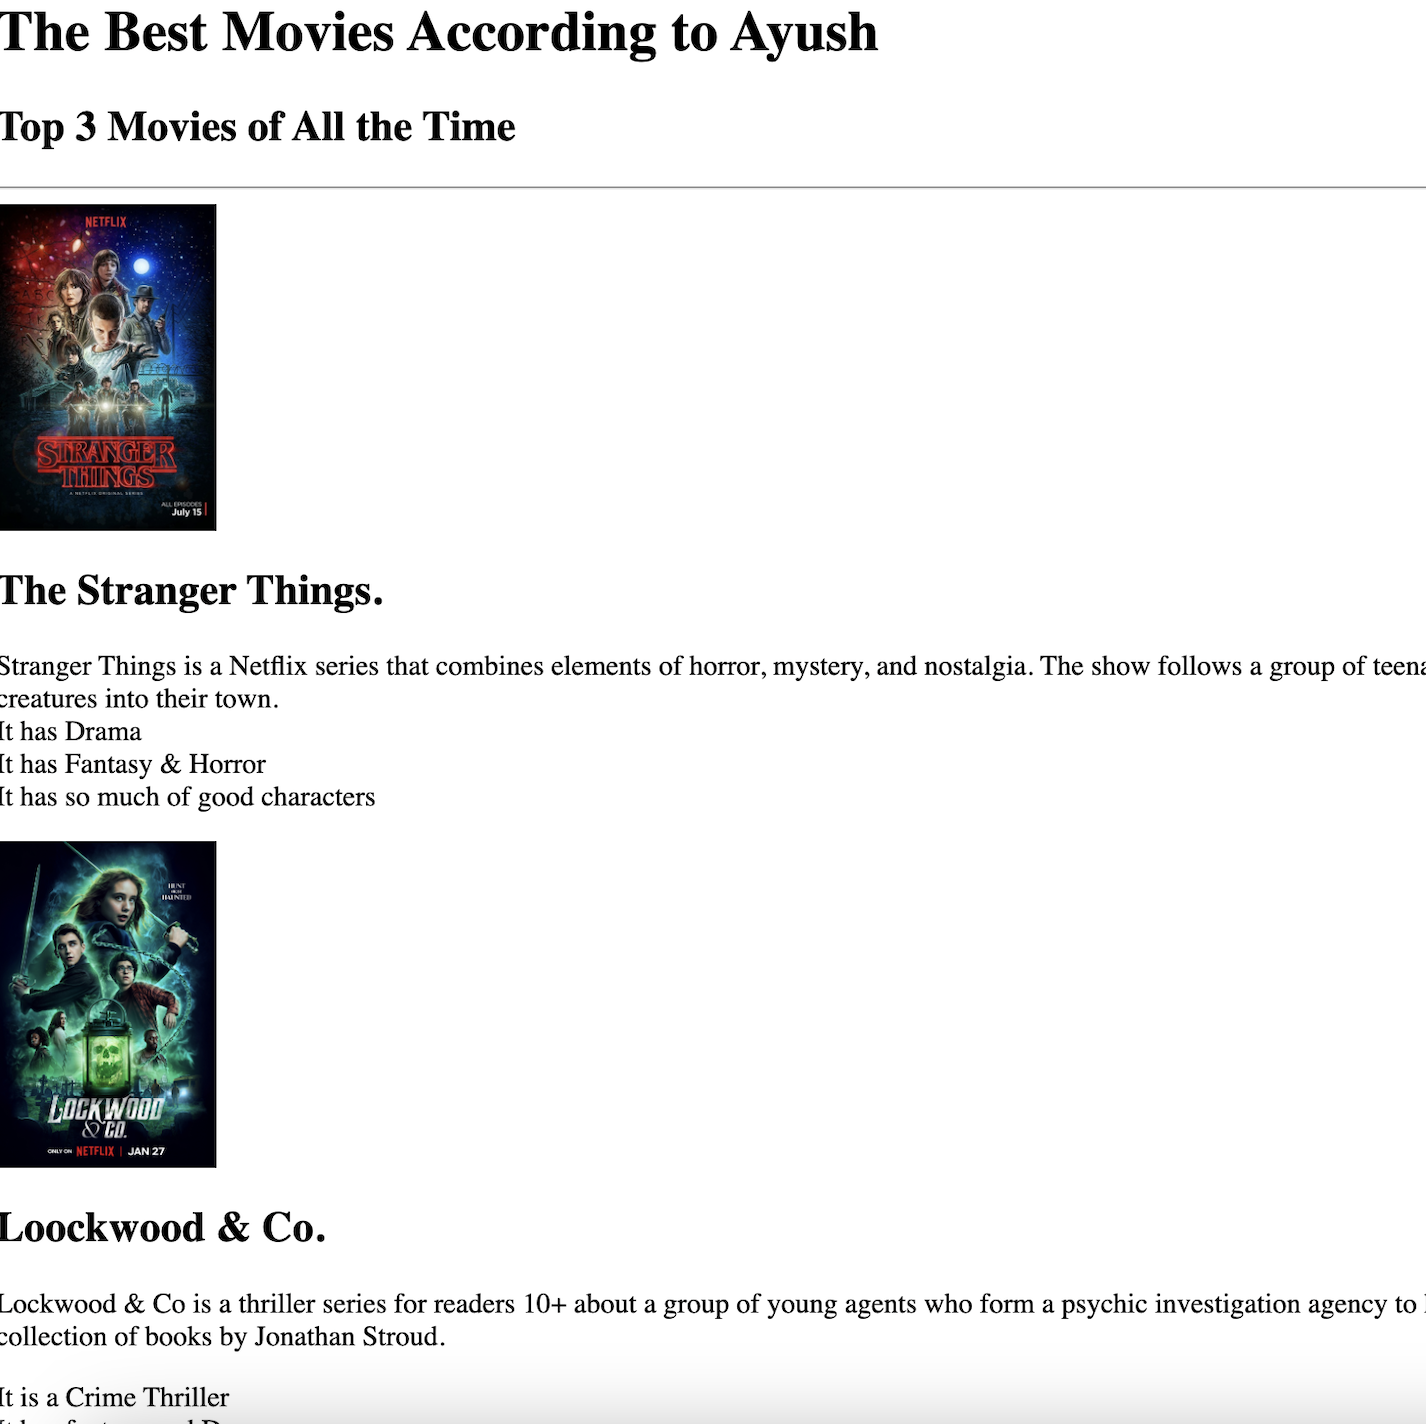 The Best Movies According to Ayush
Top 3 Movies of All the Time
NETFLIX
STRANGER
THINGS
A NETFLIX ORIGINAL SERIES
ALL EPISODES
July 15
The Stranger Things.
Stranger Things is a Netflix series that combines elements of horror, mystery, and nostalgia. The show follows a group of teena
creatures into their town.
It has Drama
It has Fantasy & Horror
It has so much of good characters
HUNT
HAUNTED
LOCKWOOD
& CO.
ONLY ON NETFLIX | JAN 27
Loockwood & Co.
Lockwood & Co is a thriller series for readers 10+ about a group of young agents who form a psychic investigation agency to
collection of books by Jonathan Stroud.
It is a Crime Thriller